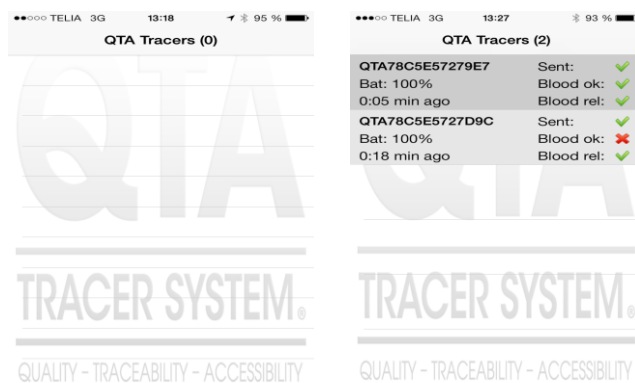 TELIA 3G 13:18 95 %
QTA Tracers (0)
QTA
TRACER SYSTEM®
QUALITY – TRACEABILITY – ACCESSIBILITY
TELIA 3G 13:27 93 %
QTA Tracers (2)
QTA78C5E57279E7 Sent:
Bat: 100% Blood ok:
0:05 min ago Blood rel:
QTA78C5E5727D9C Sent:
Bat: 100% Blood ok:
0:18 min ago Blood rel:
TRACER SYSTEM®
QUALITY – TRACEABILITY – ACCESSIBILITY